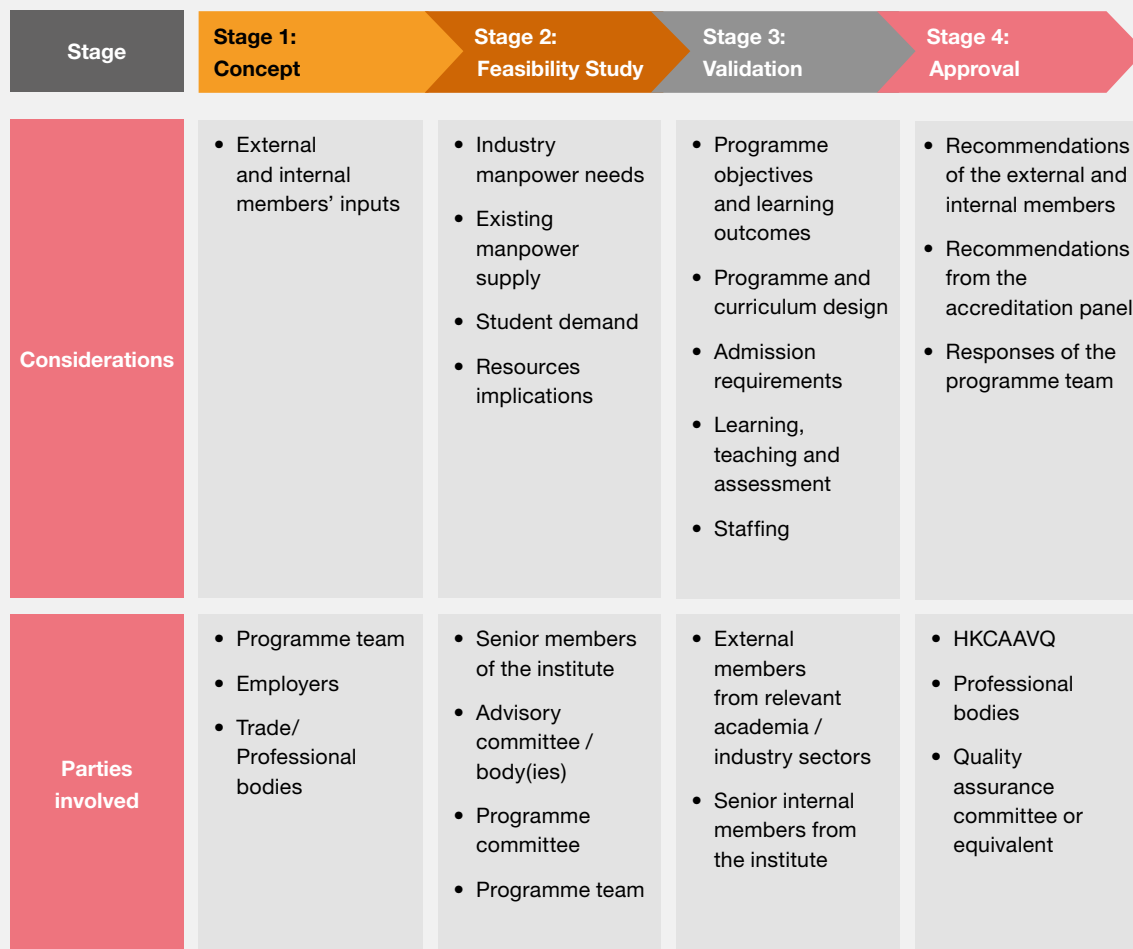 Stage
Stage 1:
Concept
Stage 2:
Feasibility Study
Stage 3:
Validation
Stage 4:
Approval
Considerations
• External
and internal
members’ inputs
• Industry
manpower needs
• Existing
manpower
supply
• Student demand
• Resources
implications
• Programme
objectives
and learning
outcomes
• Programme and
curriculum design
• Admission
requirements
• Learning,
teaching and
assessment
• Staffing
• Recommendations
of the external and
internal members
• Recommendations
from the
accreditation panel
• Responses of the
programme team
Parties
involved
• Programme team
• Employers
• Trade/
Professional
bodies
• Senior members
of the institute
• Advisory
committee /
body(ies)
• Programme
committee
• Programme team
• External
members
from relevant
academia /
industry sectors
• Senior internal
members from
the institute
• HKCAAVQ
• Professional
bodies
• Quality
assurance
committee or
equivalent